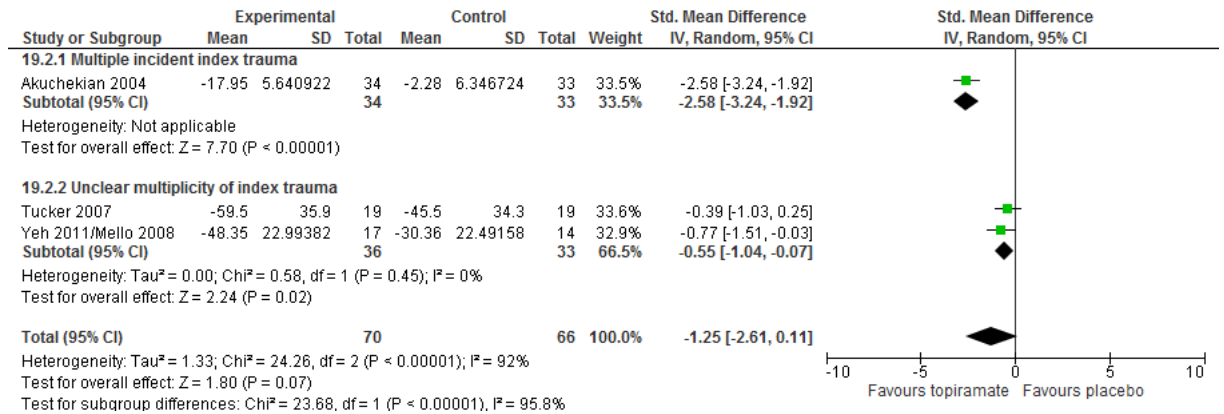 Experimental Control Std. Mean Difference Std. Mean Difference
Study or Subgroup Mean SD Total Mean SD Total Weight IV, Random, 95% CI IV, Random, 95% CI
19.2.1 Multiple incident index trauma
Akuchekian 2004 -17.95 5.640922 34 -2.28 6.346724 33 33.5% -2.58 [-3.24, -1.92]
Subtotal (95% CI) 34 33 33.5% -2.58 [-3.24, -1.92]
Heterogeneity: Not applicable
Test for overall effect: Z = 7.70 (P < 0.00001)
19.2.2 Unclear multiplicity of index trauma
Tucker 2007 -59.5 35.9 19 -45.5 34.3 19 33.6% -0.39 [-1.03, 0.25]
Yeh 2011/Mello 2008 -48.35 22.99382 17 -30.36 22.49158 14 32.9% -0.77 [-1.51, -0.03]
Subtotal (95% CI) 36 33 66.5% -0.55 [-1.04, -0.07]
Heterogeneity: Tau² = 0.00; Chi² = 0.58, df = 1 (P = 0.45); I² = 0%
Test for overall effect: Z = 2.24 (P = 0.02)
Total (95% CI) 70 66 100.0% -1.25 [-2.61, 0.11]
Heterogeneity: Tau² = 1.33; Chi² = 24.26, df = 2 (P < 0.00001); I² = 92%
Test for overall effect: Z = 1.80 (P = 0.07)
Test for subgroup differences: Chi² = 23.68, df = 1 (P < 0.00001), I² = 95.8%
-10 -5 0 5 10
Favours topiramate Favours placebo